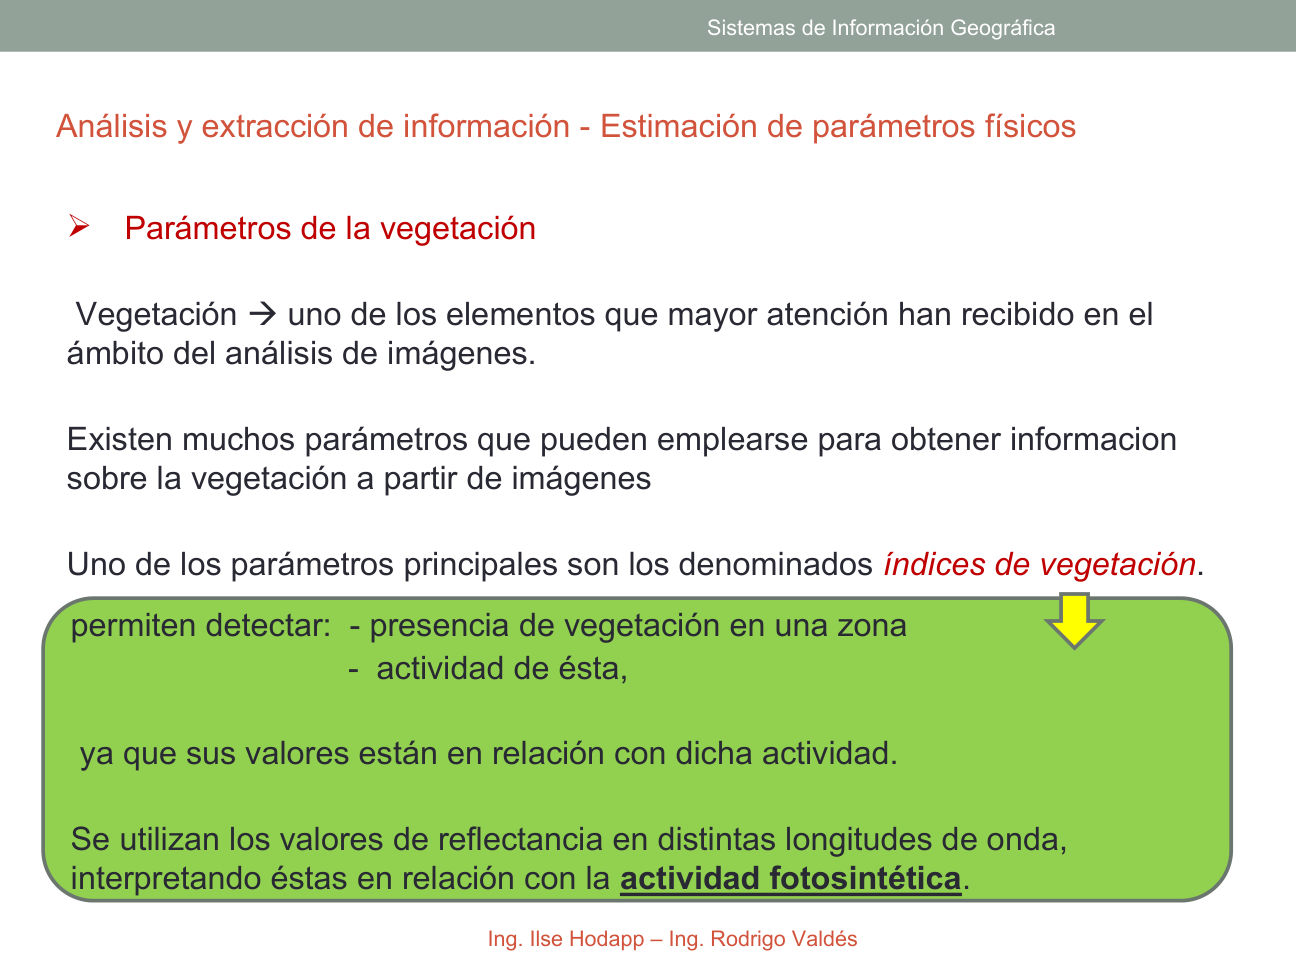 Sistemas de Información Geográfica
Análisis y extracción de información - Estimación de parámetros físicos
➢ Parámetros de la vegetación
Vegetación → uno de los elementos que mayor atención han recibido en el
ámbito del análisis de imágenes.
Existen muchos parámetros que pueden emplearse para obtener informacion
sobre la vegetación a partir de imágenes
Uno de los parámetros principales son los denominados índices de vegetación.
permiten detectar: - presencia de vegetación en una zona
- actividad de ésta,
ya que sus valores están en relación con dicha actividad.
Se utilizan los valores de reflectancia en distintas longitudes de onda,
interpretando éstas en relación con la actividad fotosintética.
Ing. Ilse Hodapp – Ing. Rodrigo Valdés